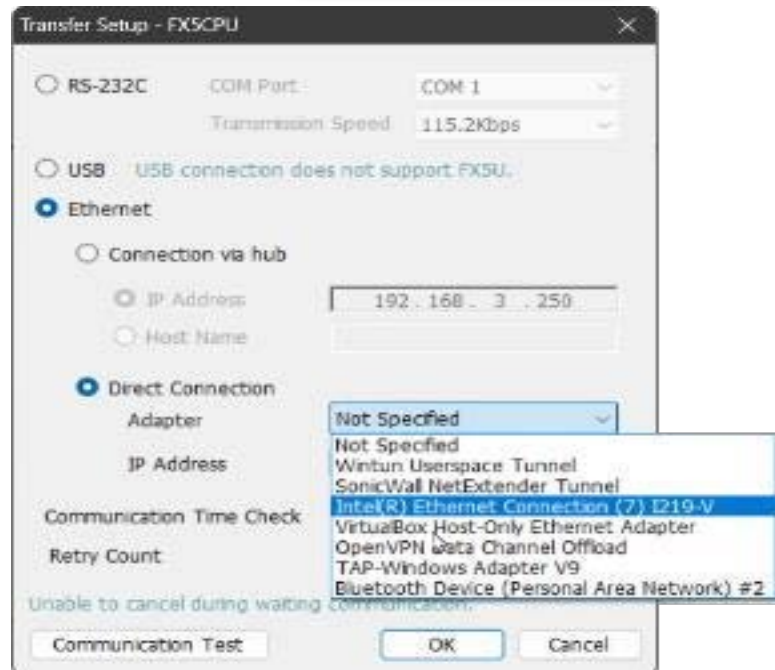 Transfer Setup - FX5CPU
RS-232C COM Port COM 1
Transmission Speed 115.2Kbps
USB USB connection does not support FX5U.
Ethernet
Connection via hub
IP Address 192 . 168 . 3 . 250
Host Name
Direct Connection
Adapter Not Specified
Not Specified
IP Address Wintun Userspace Tunnel
SonicWall NetExtender Tunnel
Intel(R) Ethernet Connection (7) I219-V
Communication Time Check VirtualBox Host-Only Ethernet Adapter
OpenVPN Data Channel Offload
Retry Count TAP-Windows Adapter V9
Bluetooth Device (Personal Area Network) #2
Unable to cancel during waiting communication.
Communication Test OK Cancel